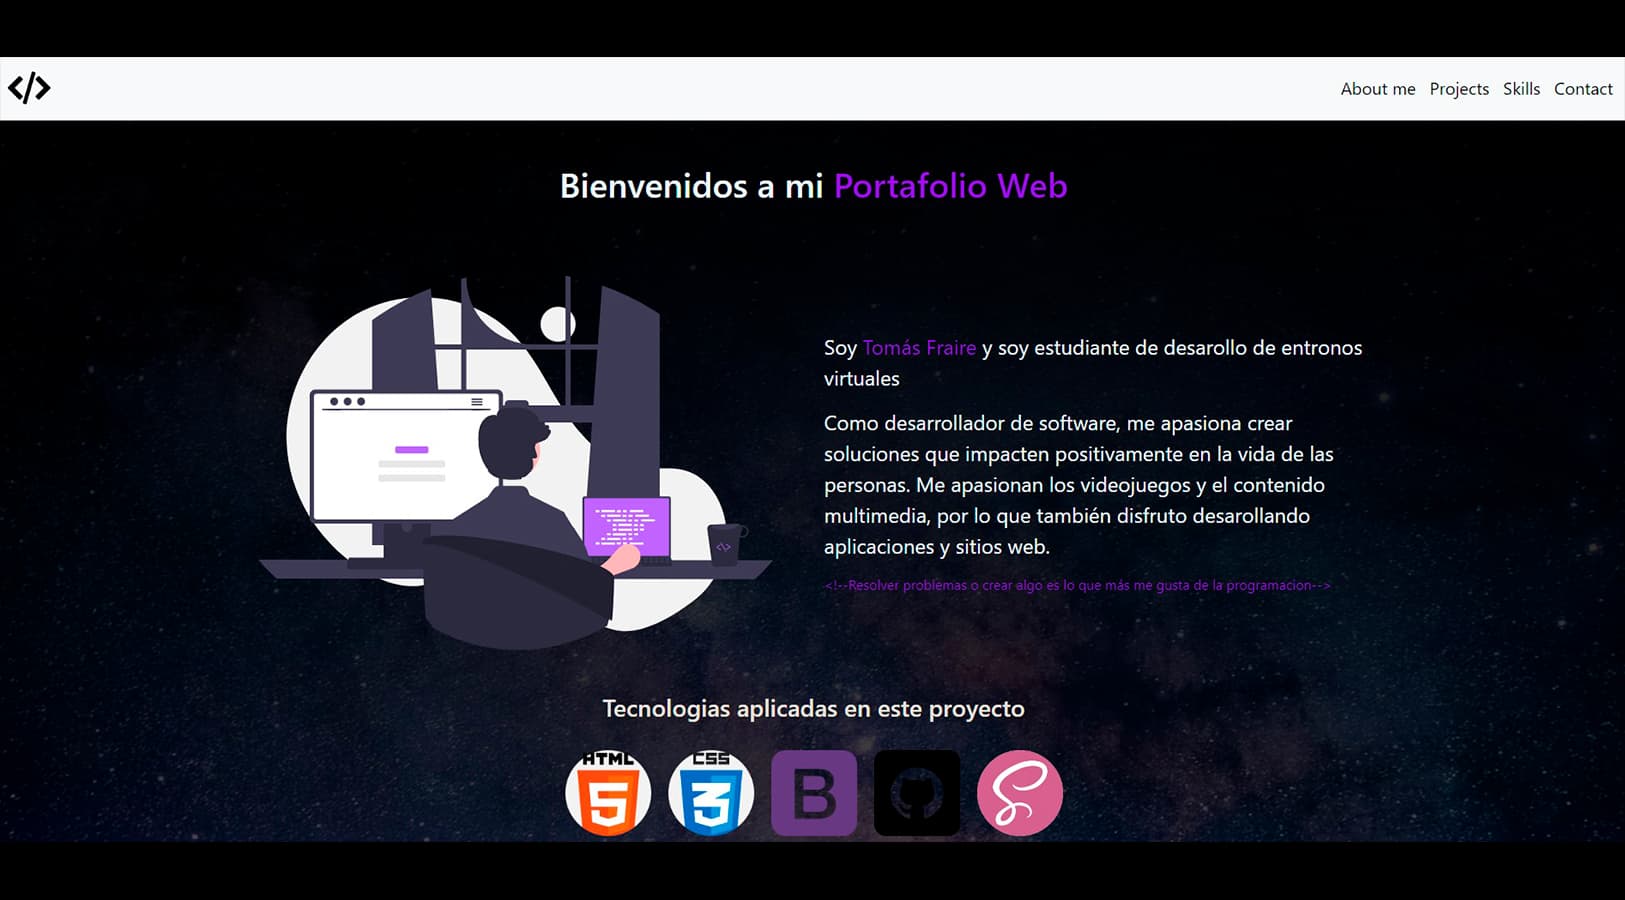 </>
About me Projects Skills Contact
Bienvenidos a mi Portafolio Web
Soy Tomás Fraire y soy estudiante de desarollo de entronos
virtuales
Como desarrollador de software, me apasiona crear
soluciones que impacten positivamente en la vida de las
personas. Me apasionan los videojuegos y el contenido
multimedia, por lo que también disfruto desarollando
aplicaciones y sitios web.
<!--Resolver problemas o crear algo es lo que más me gusta de la programacion-->
</>
Tecnologias aplicadas en este proyecto
HTML CSS
5 3 B S